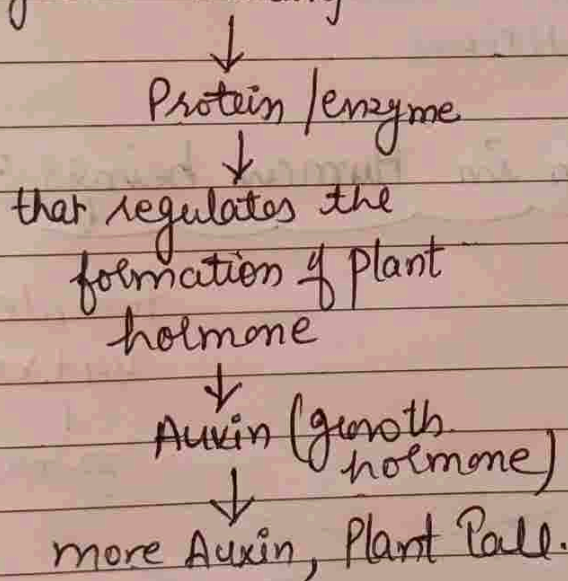 ↓
Protein / enzyme
↓
that regulates the
formation of plant
hormone
↓
Auxin (growth
hormone)
↓
more Auxin, Plant Tall.